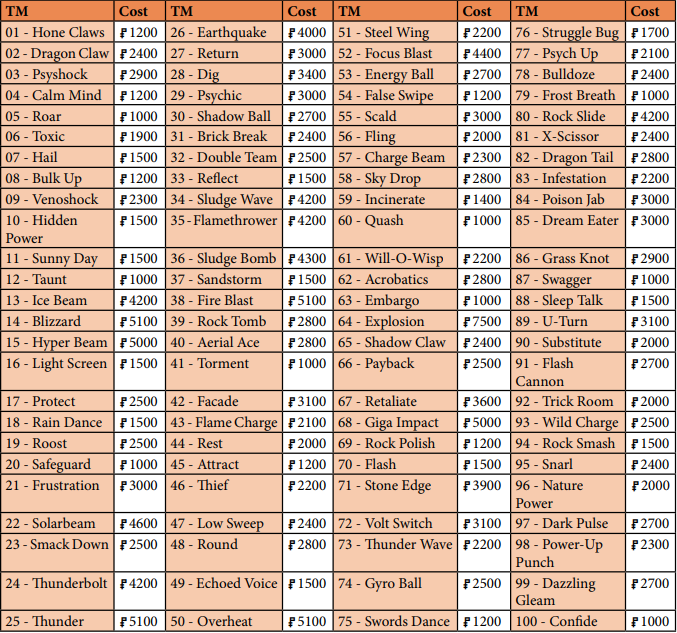 TM Cost TM Cost TM Cost TM Cost
01 - Hone Claws ₣1200 26 - Earthquake ₣4000 51 - Steel Wing ₣2200 76 - Struggle Bug ₣1700
02 - Dragon Claw ₣2400 27 - Return ₣3000 52 - Focus Blast ₣4400 77 - Psych Up ₣2100
03 - Psyshock ₣2900 28 - Dig ₣3400 53 - Energy Ball ₣2700 78 - Bulldoze ₣2400
04 - Calm Mind ₣1200 29 - Psychic ₣3000 54 - False Swipe ₣1200 79 - Frost Breath ₣1000
05 - Roar ₣1000 30 - Shadow Ball ₣2700 55 - Scald ₣3000 80 - Rock Slide ₣4200
06 - Toxic ₣1900 31 - Brick Break ₣2400 56 - Fling ₣2000 81 - X-Scissor ₣2400
07 - Hail ₣1500 32 - Double Team ₣2500 57 - Charge Beam ₣2300 82 - Dragon Tail ₣2800
08 - Bulk Up ₣1200 33 - Reflect ₣1500 58 - Sky Drop ₣2800 83 - Infestation ₣2200
09 - Venoshock ₣2300 34 - Sludge Wave ₣4200 59 - Incinerate ₣1400 84 - Poison Jab ₣3000
10 - Hidden ₣1500 35-Flamethrower ₣4200 60 - Quash ₣1000 85 - Dream Eater ₣3000
Power
11 - Sunny Day ₣1500 36 - Sludge Bomb ₣4300 61 - Will-O-Wisp ₣2200 86 - Grass Knot ₣2900
12 - Taunt ₣1000 37 - Sandstorm ₣1500 62 - Acrobatics ₣2800 87 - Swagger ₣1000
13 - Ice Beam ₣4200 38 - Fire Blast ₣5100 63 - Embargo ₣1000 88 - Sleep Talk ₣1500
14 - Blizzard ₣5100 39 - Rock Tomb ₣2800 64 - Explosion ₣7500 89 - U-Turn ₣3100
15 - Hyper Beam ₣5000 40 - Aerial Ace ₣2800 65 - Shadow Claw ₣2400 90 - Substitute ₣2000
16 - Light Screen ₣1500 41 - Torment ₣1000 66 - Payback ₣2500 91 - Flash ₣2700
Cannon
17 - Protect ₣2500 42 - Facade ₣3100 67 - Retaliate ₣3600 92 - Trick Room ₣2000
18 - Rain Dance ₣1500 43 - Flame Charge ₣2100 68 - Giga Impact ₣5000 93 - Wild Charge ₣2500
19 - Roost ₣2500 44 - Rest ₣2000 69 - Rock Polish ₣1200 94 - Rock Smash ₣1500
20 - Safeguard ₣1000 45 - Attract ₣1200 70 - Flash ₣1500 95 - Snarl ₣2400
21 - Frustration ₣3000 46 - Thief ₣2200 71 - Stone Edge ₣3900 96 - Nature ₣2000
Power
22 - Solarbeam ₣4600 47 - Low Sweep ₣2400 72 - Volt Switch ₣3100 97 - Dark Pulse ₣2700
23 - Smack Down ₣2500 48 - Round ₣2800 73 - Thunder Wave ₣2200 98 - Power-Up ₣2300
Punch
24 - Thunderbolt ₣4200 49 - Echoed Voice ₣1500 74 - Gyro Ball ₣2500 99 - Dazzling ₣2700
Gleam
25 - Thunder ₣5100 50 - Overheat ₣5100 75 - Swords Dance ₣1200 100 - Confide ₣1000